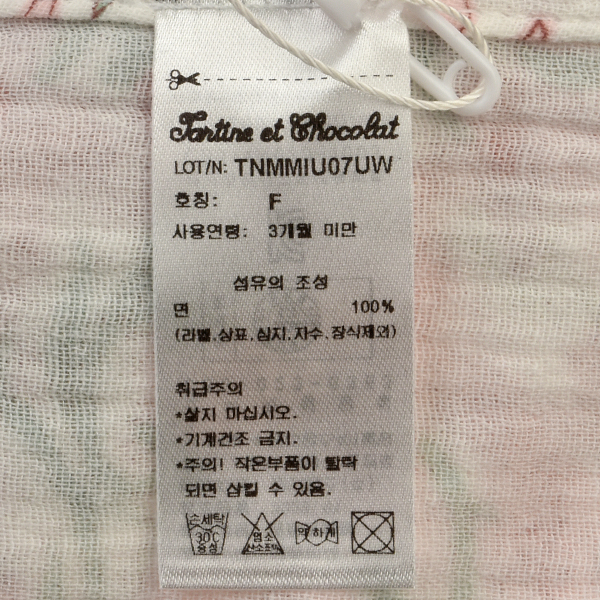 Tartine et Chocolat
LOT/N: TNMMIU07UW
호칭: F
사용연령: 3개월 미만
섬유의 조성
면 100%
(라벨.상표.심지.자수.장식제외)
취급주의
*삶지 마십시오.
*기계건조 금지.
*주의! 작은부품이 탈락
되면 삼킬 수 있음.
손세탁 30℃ 중성
염소 산소표백
약하게